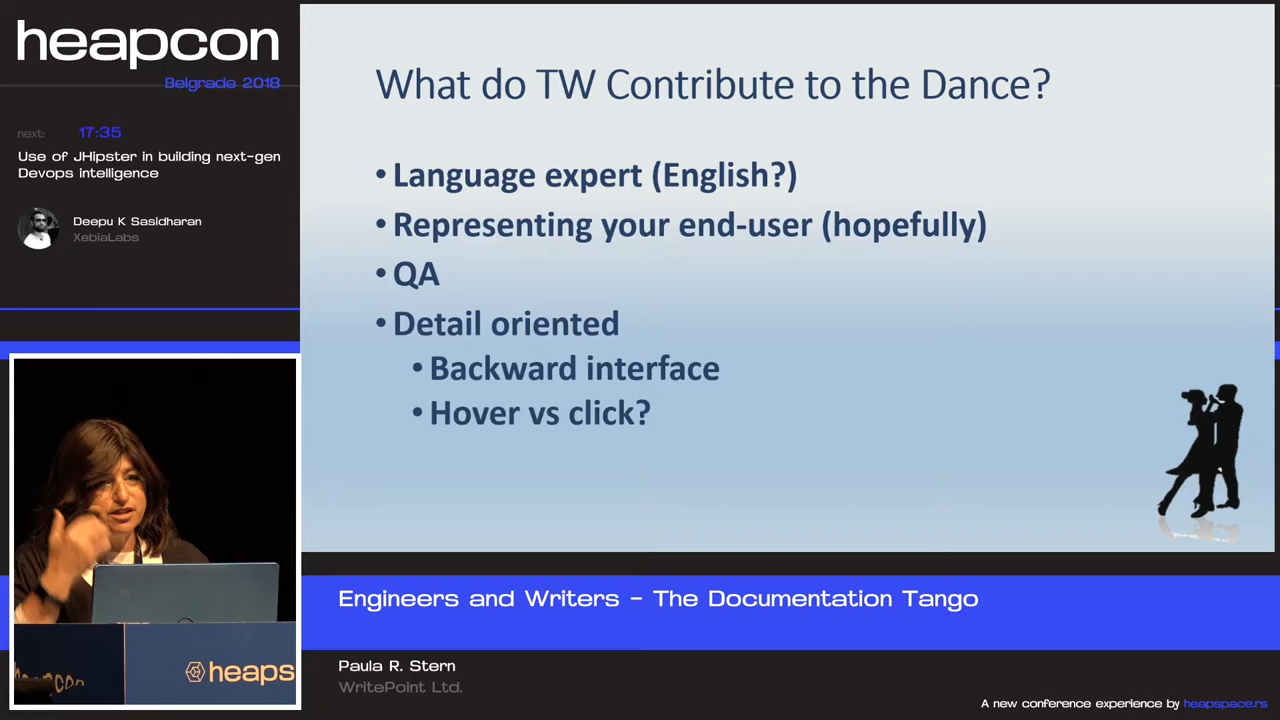 heapcon
Belgrade 2018
next: 17:35
Use of JHipster in building next-gen
Devops intelligence
Deepu K Sasidharan
XebiaLabs
What do TW Contribute to the Dance?
• Language expert (English?)
• Representing your end-user (hopefully)
• QA
• Detail oriented
• Backward interface
• Hover vs click?
heaps
heapcon
Engineers and Writers - The Documentation Tango
Paula R. Stern
WritePoint Ltd.
A new conference experience by heapspace.rs